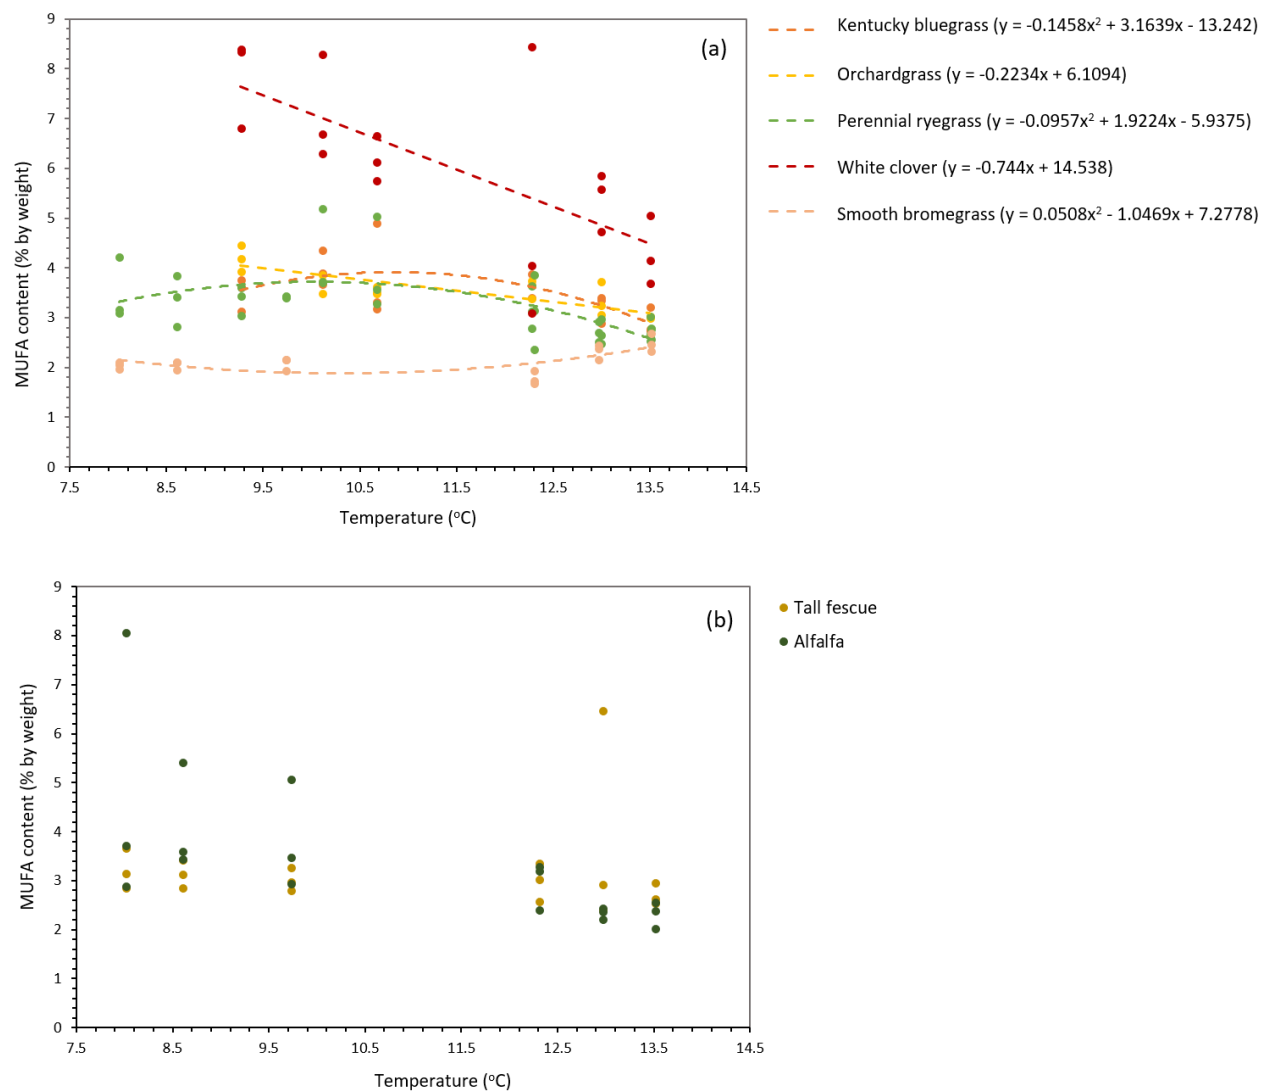 9
8
7
6
5
4
3
2
1
0
MUFA content (% by weight)
(a)
7.5 8.5 9.5 10.5 11.5 12.5 13.5 14.5
Temperature (°C)
Kentucky bluegrass (y = -0.1458x² + 3.1639x - 13.242)
Orchardgrass (y = -0.2234x + 6.1094)
Perennial ryegrass (y = -0.0957x² + 1.9224x - 5.9375)
White clover (y = -0.744x + 14.538)
Smooth bromegrass (y = 0.0508x² - 1.0469x + 7.2778)
9
8
7
6
5
4
3
2
1
0
MUFA content (% by weight)
(b)
7.5 8.5 9.5 10.5 11.5 12.5 13.5 14.5
Temperature (°C)
Tall fescue
Alfalfa